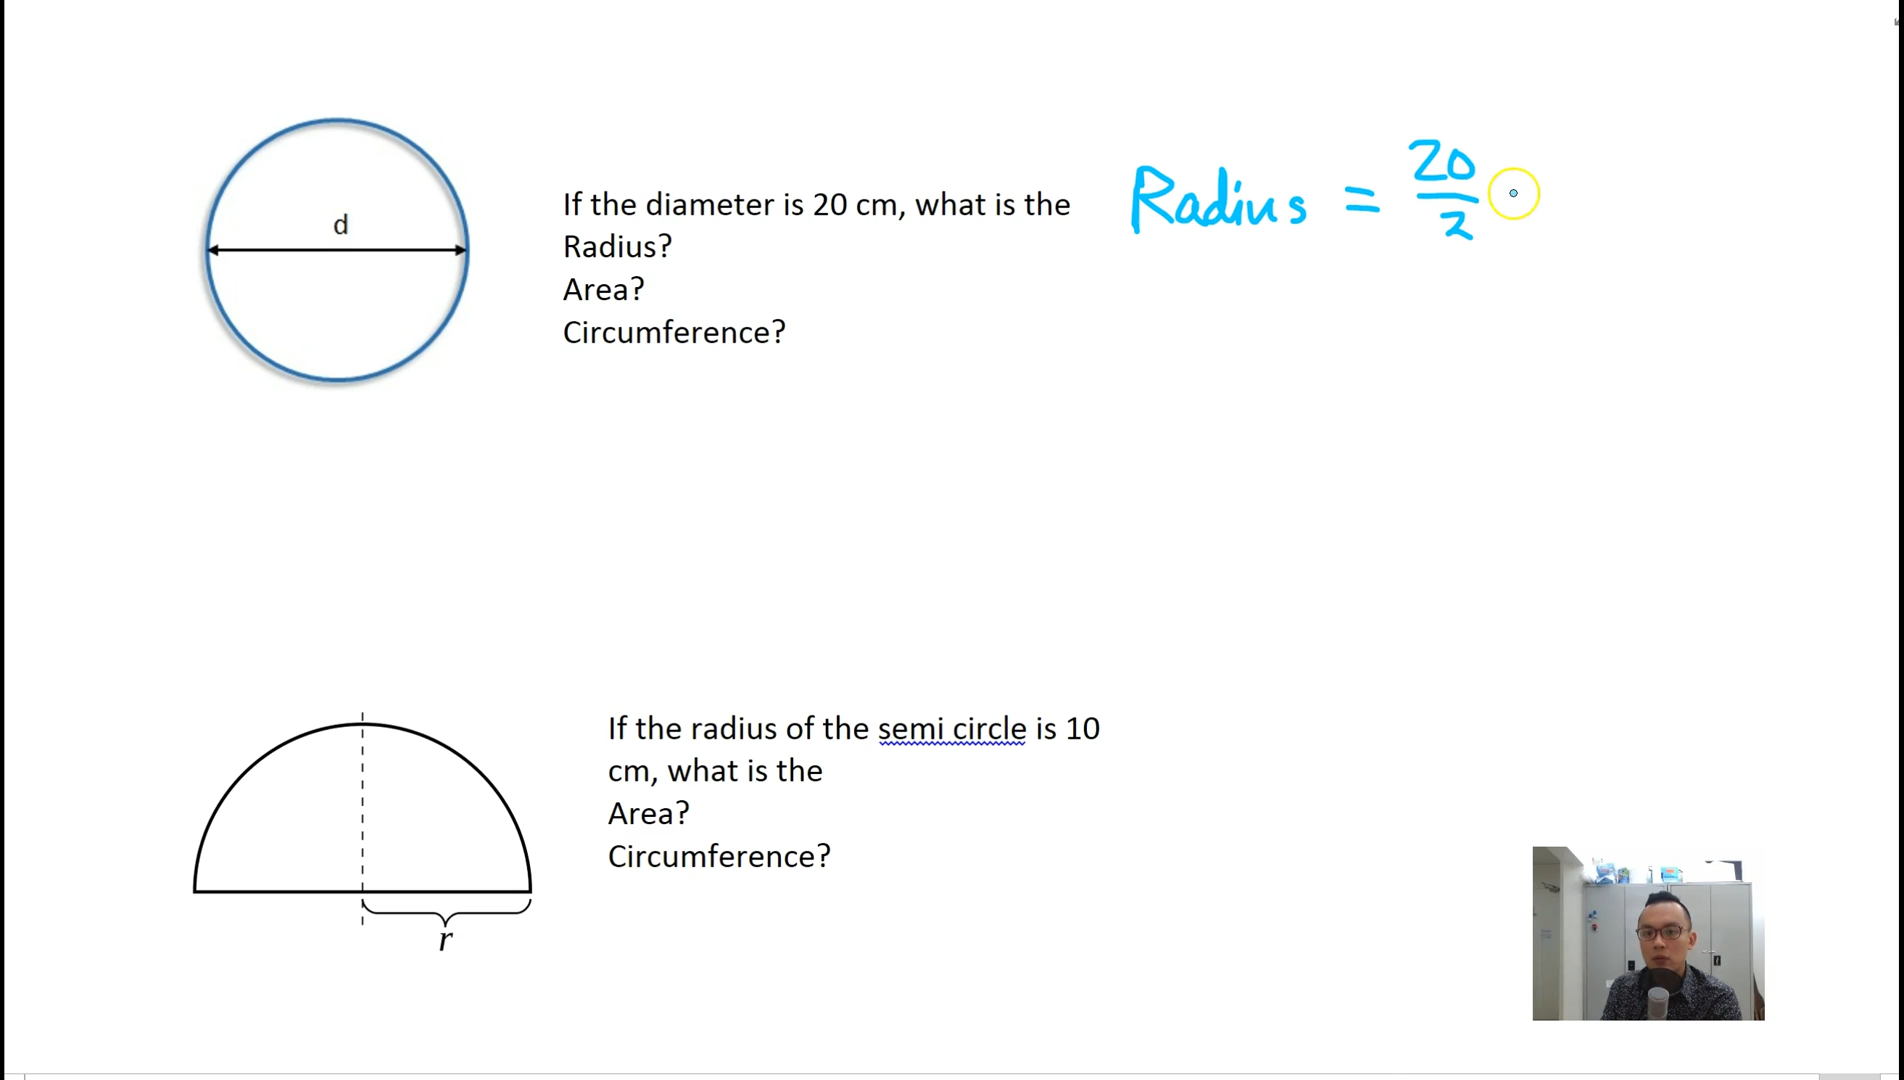 d
If the diameter is 20 cm, what is the
Radius?
Area?
Circumference?
Radius = 20/2
If the radius of the semi circle is 10
cm, what is the
Area?
Circumference?
r